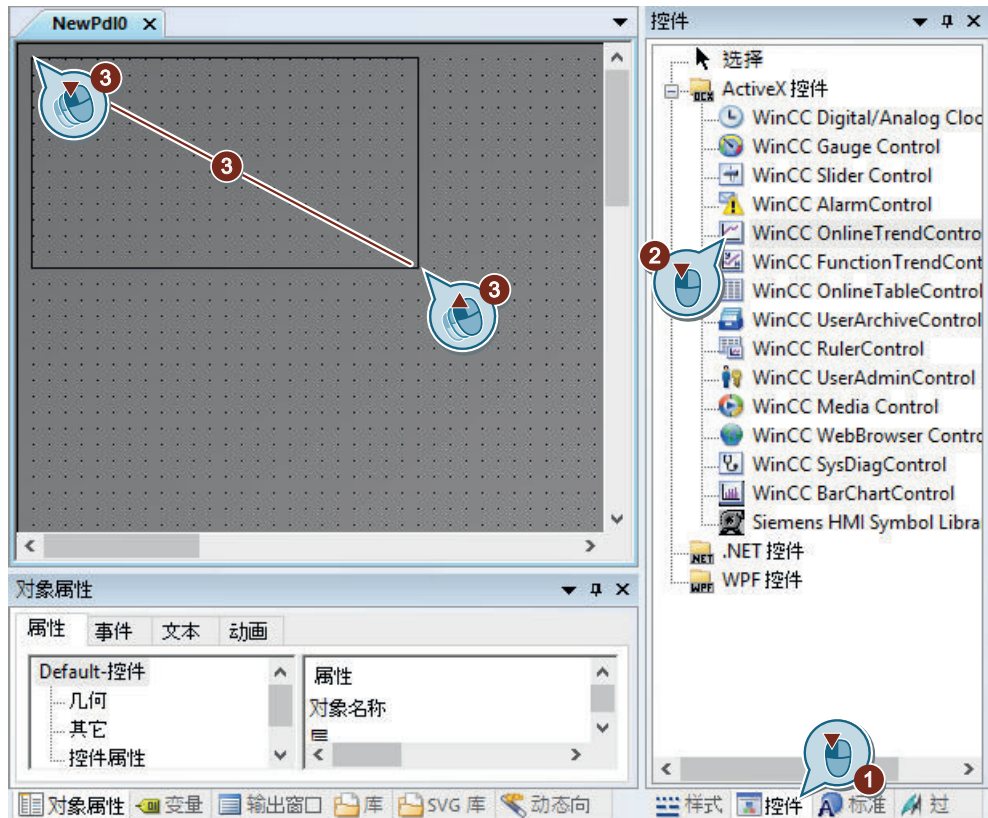 NewPdl0
3
3
3
对象属性
属性 事件 文本 动画
Default-控件
几何
其它
控件属性
属性
对象名称
对象属性 变量 输出窗口 库 SVG 库 动态向
控件
选择
ActiveX 控件
WinCC Digital/Analog Cloc
WinCC Gauge Control
WinCC Slider Control
WinCC AlarmControl
WinCC OnlineTrendContro
2
WinCC FunctionTrendCont
WinCC OnlineTableControl
WinCC UserArchiveControl
WinCC RulerControl
WinCC UserAdminControl
WinCC Media Control
WinCC WebBrowser Contro
WinCC SysDiagControl
WinCC BarChartControl
Siemens HMI Symbol Libra
.NET 控件
WPF 控件
1
样式 控件 标准 过